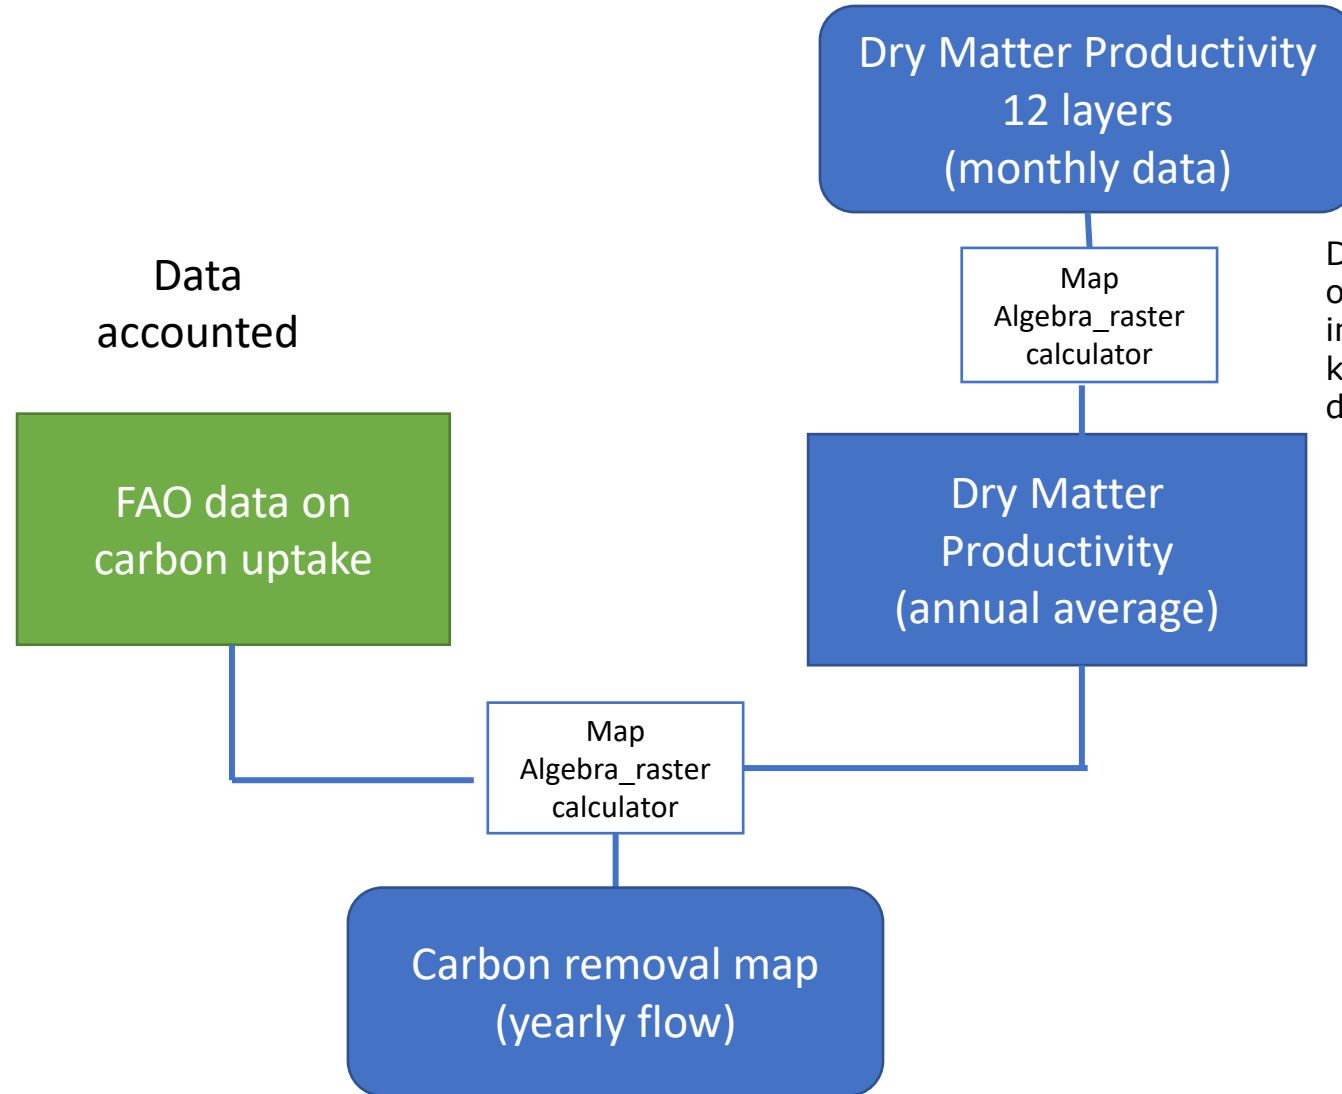 Dry Matter Productivity
12 layers
(monthly data)
Map
Algebra_raster
calculator
Data
accounted
FAO data on
carbon uptake
Dry Matter
Productivity
(annual average)
Map
Algebra_raster
calculator
Carbon removal map
(yearly flow)